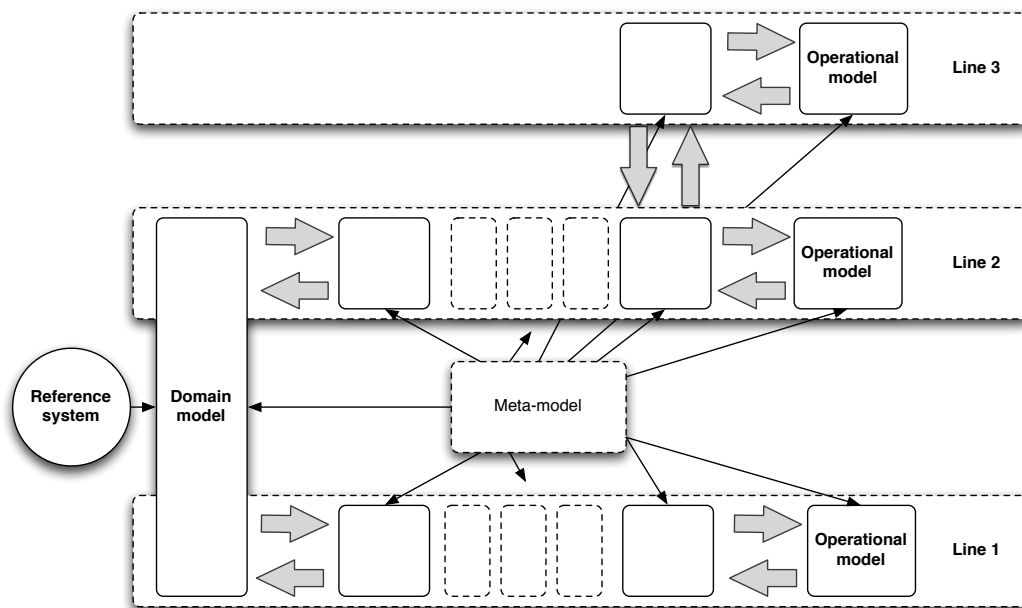 Operational
model
Line 3
Operational
model
Line 2
Reference
system
Domain
model
Meta-model
Operational
model
Line 1